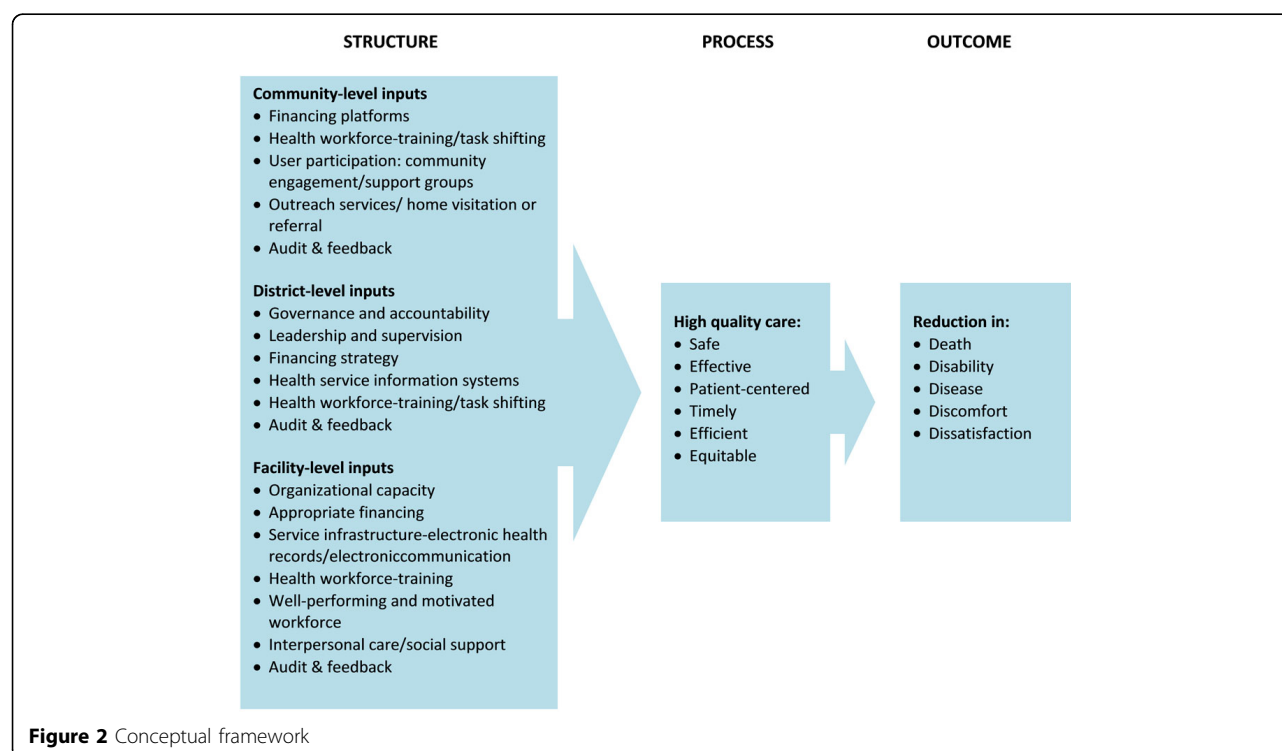 STRUCTURE
PROCESS
OUTCOME
Community-level inputs
• Financing platforms
• Health workforce-training/task shifting
• User participation: community
engagement/support groups
• Outreach services/ home visitation or
referral
• Audit & feedback
District-level inputs
• Governance and accountability
• Leadership and supervision
• Financing strategy
• Health service information systems
• Health workforce-training/task shifting
• Audit & feedback
Facility-level inputs
• Organizational capacity
• Appropriate financing
• Service infrastructure-electronic health
records/electroniccommunication
• Health workforce-training
• Well-performing and motivated
workforce
• Interpersonal care/social support
• Audit & feedback
High quality care:
• Safe
• Effective
• Patient-centered
• Timely
• Efficient
• Equitable
Reduction in:
• Death
• Disability
• Disease
• Discomfort
• Dissatisfaction
Figure 2 Conceptual framework